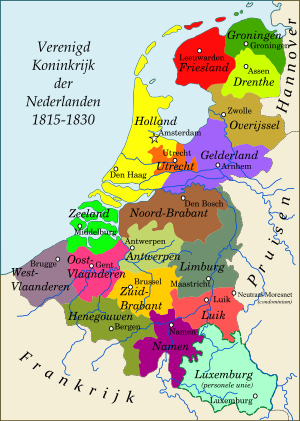 Verenigd
Koninkrijk
der
Nederlanden
1815-1830
Groningen
Groningen
Leeuwarden
Friesland
Assen
Drenthe
Hannover
Zwolle
Overijssel
Holland
Amsterdam
Utrecht
Utrecht
Gelderland
Arnhem
Den Haag
Den Bosch
Noord-Brabant
Zeeland
Middelburg
Pruisen
Antwerpen
Antwerpen
Brugge
West-
Vlaanderen
Oost-
Gent
Vlaanderen
Limburg
Maastricht
Brussel
Zuid-
Brabant
Neutraal Moresnet
(condominium)
Luik
Luik
Henegouwen
Bergen
Namen
Namen
Luxemburg
(personele unie)
Luxemburg
Frankrijk